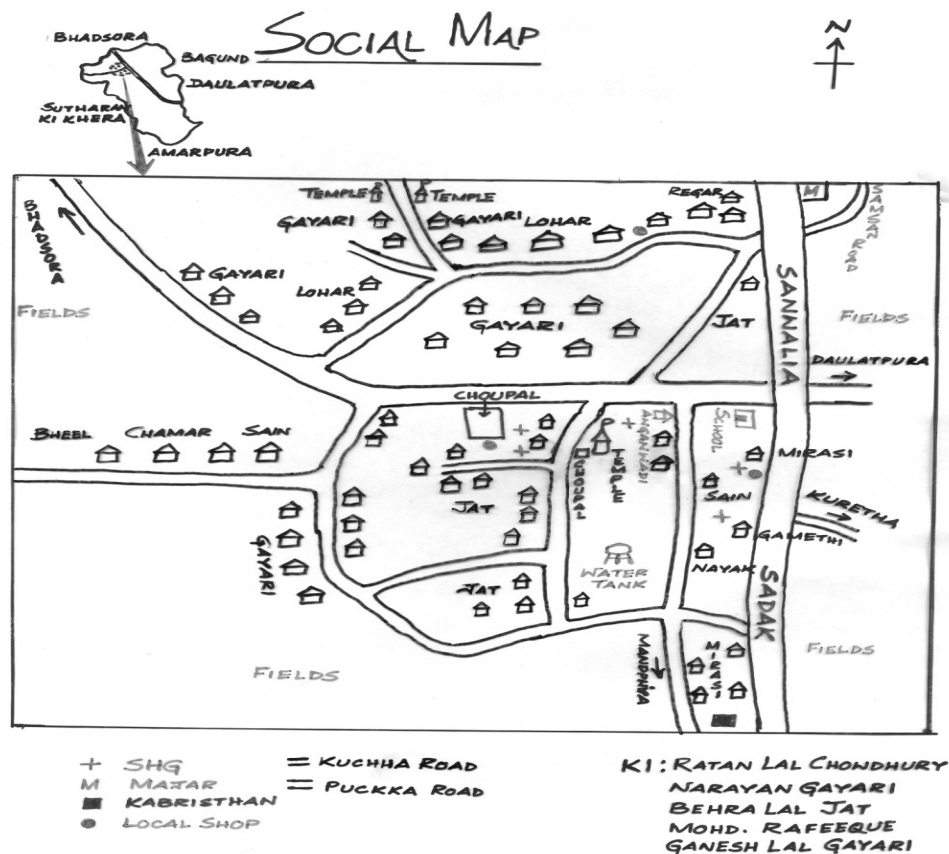 SOCIAL MAP
N
BHADSORA
BAGUND
DAULATPURA
SUTHARAN
KI KHERA
AMARPURA
TEMPLE
TEMPLE
REGAR
M
SAMSAN ROAD
BHADSORA
GAYARI
GAYARI
LOHAR
GAYARI
LOHAR
FIELDS
GAYARI
JAT
SANNALIA
FIELDS
DAULATPURA
CHOUPAL
BHEEL
CHAMAR
SAIN
ANGANNADI
SCHOOL
MIRASI
CHOUPAL
TEMPLE
SAIN
KURETHA
JAT
GAMETHI
GAYARI
WATER
TANK
NAYAK
JAT
SADAK
MANDPHIYA
MIRASI
FIELDS
FIELDS
+ SHG
M MAJAR
KABRISTHAN
LOCAL SHOP
= KUCHHA ROAD
= PUCKKA ROAD
KI: RATAN LAL CHONDHURY
NARAYAN GAYARI
BEHRA LAL JAT
MOHD. RAFEEQUE
GANESH LAL GAYARI